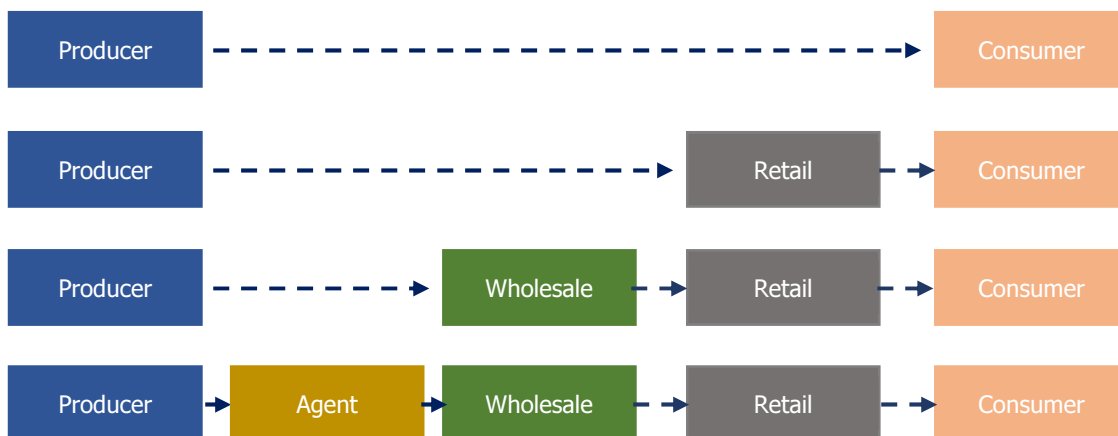 Producer Consumer
Producer Retail Consumer
Producer Wholesale Retail Consumer
Producer Agent Wholesale Retail Consumer